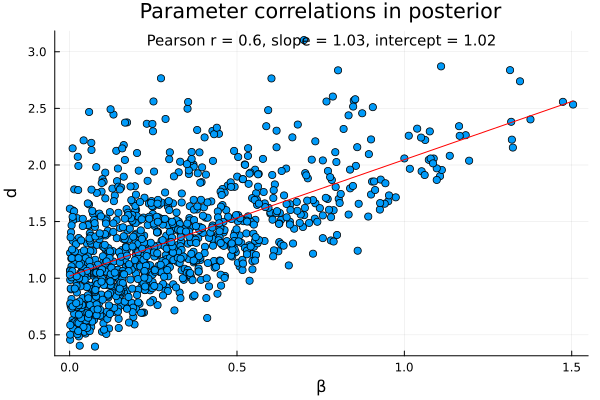 Parameter correlations in posterior
Pearson r = 0.6, slope = 1.03, intercept = 1.02
3.0
2.5
2.0
1.5
1.0
0.5
d
0.0 0.5 1.0 1.5
β